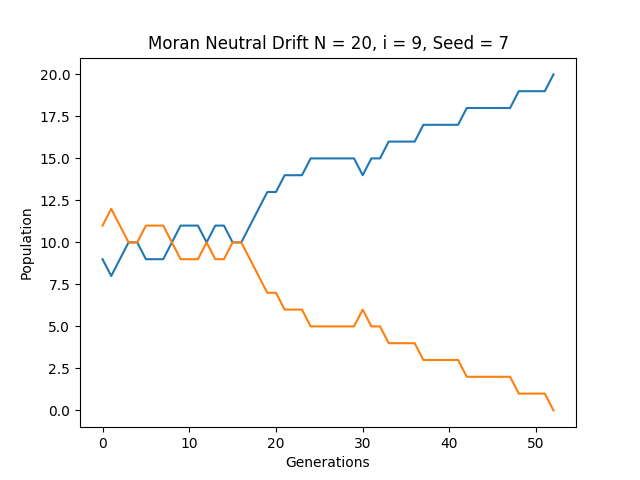 Moran Neutral Drift N = 20, i = 9, Seed = 7
20.0
17.5
15.0
12.5
10.0
7.5
5.0
2.5
0.0
Population
0 10 20 30 40 50
Generations